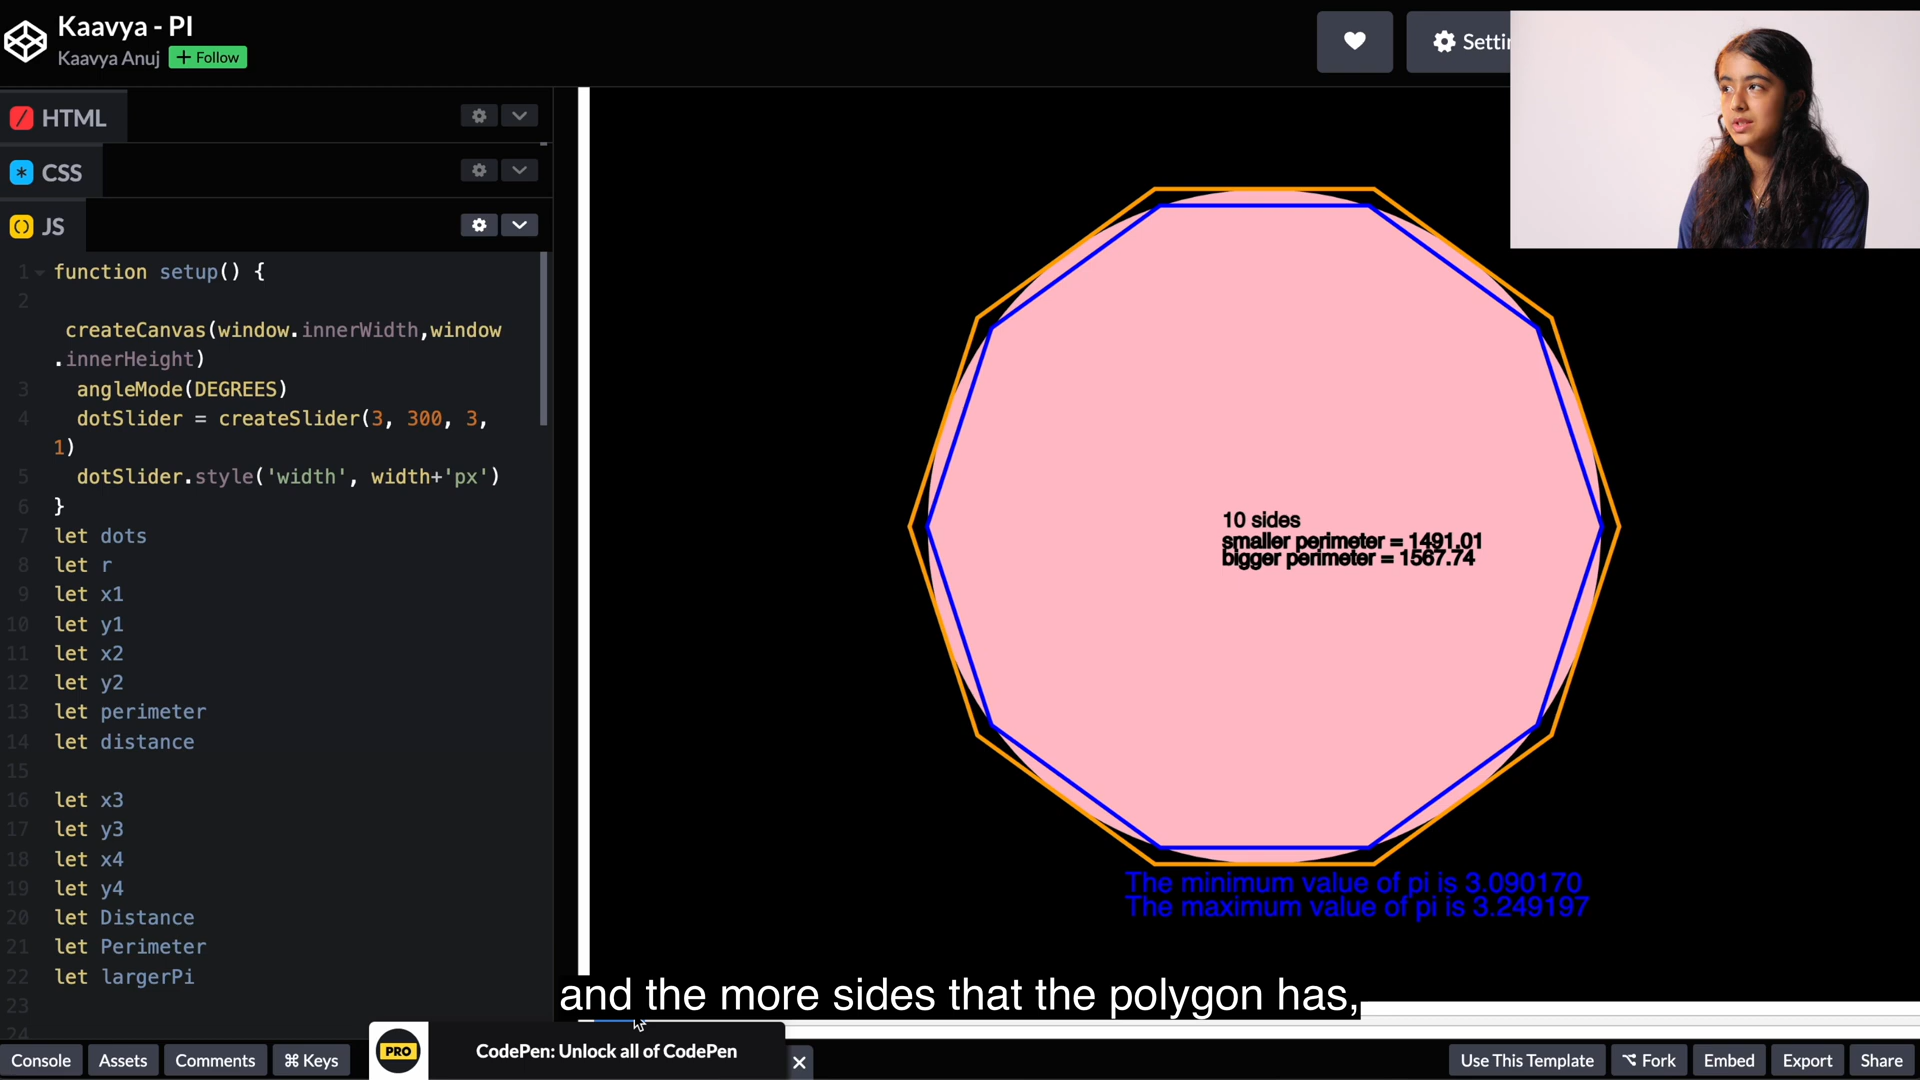 Kaavya - PI
Kaavya Anuj
+ Follow
Settin
HTML
CSS
JS
1 function setup() {
2
createCanvas(window.innerWidth,window
.innerHeight)
3 angleMode(DEGREES)
4 dotSlider = createSlider(3, 300, 3,
1)
5 dotSlider.style('width', width+'px')
6 }
7 let dots
8 let r
9 let x1
10 let y1
11 let x2
12 let y2
13 let perimeter
14 let distance
15
16 let x3
17 let y3
18 let x4
19 let y4
20 let Distance
21 let Perimeter
22 let largerPi
23
24
10 sides
smaller perimeter = 1491.01
bigger perimeter = 1567.74
The minimum value of pi is 3.090170
The maximum value of pi is 3.249197
and the more sides that the polygon has,
Console
Assets
Comments
⌘ Keys
PRO
CodePen: Unlock all of CodePen
×
Use This Template
Fork
Embed
Export
Share